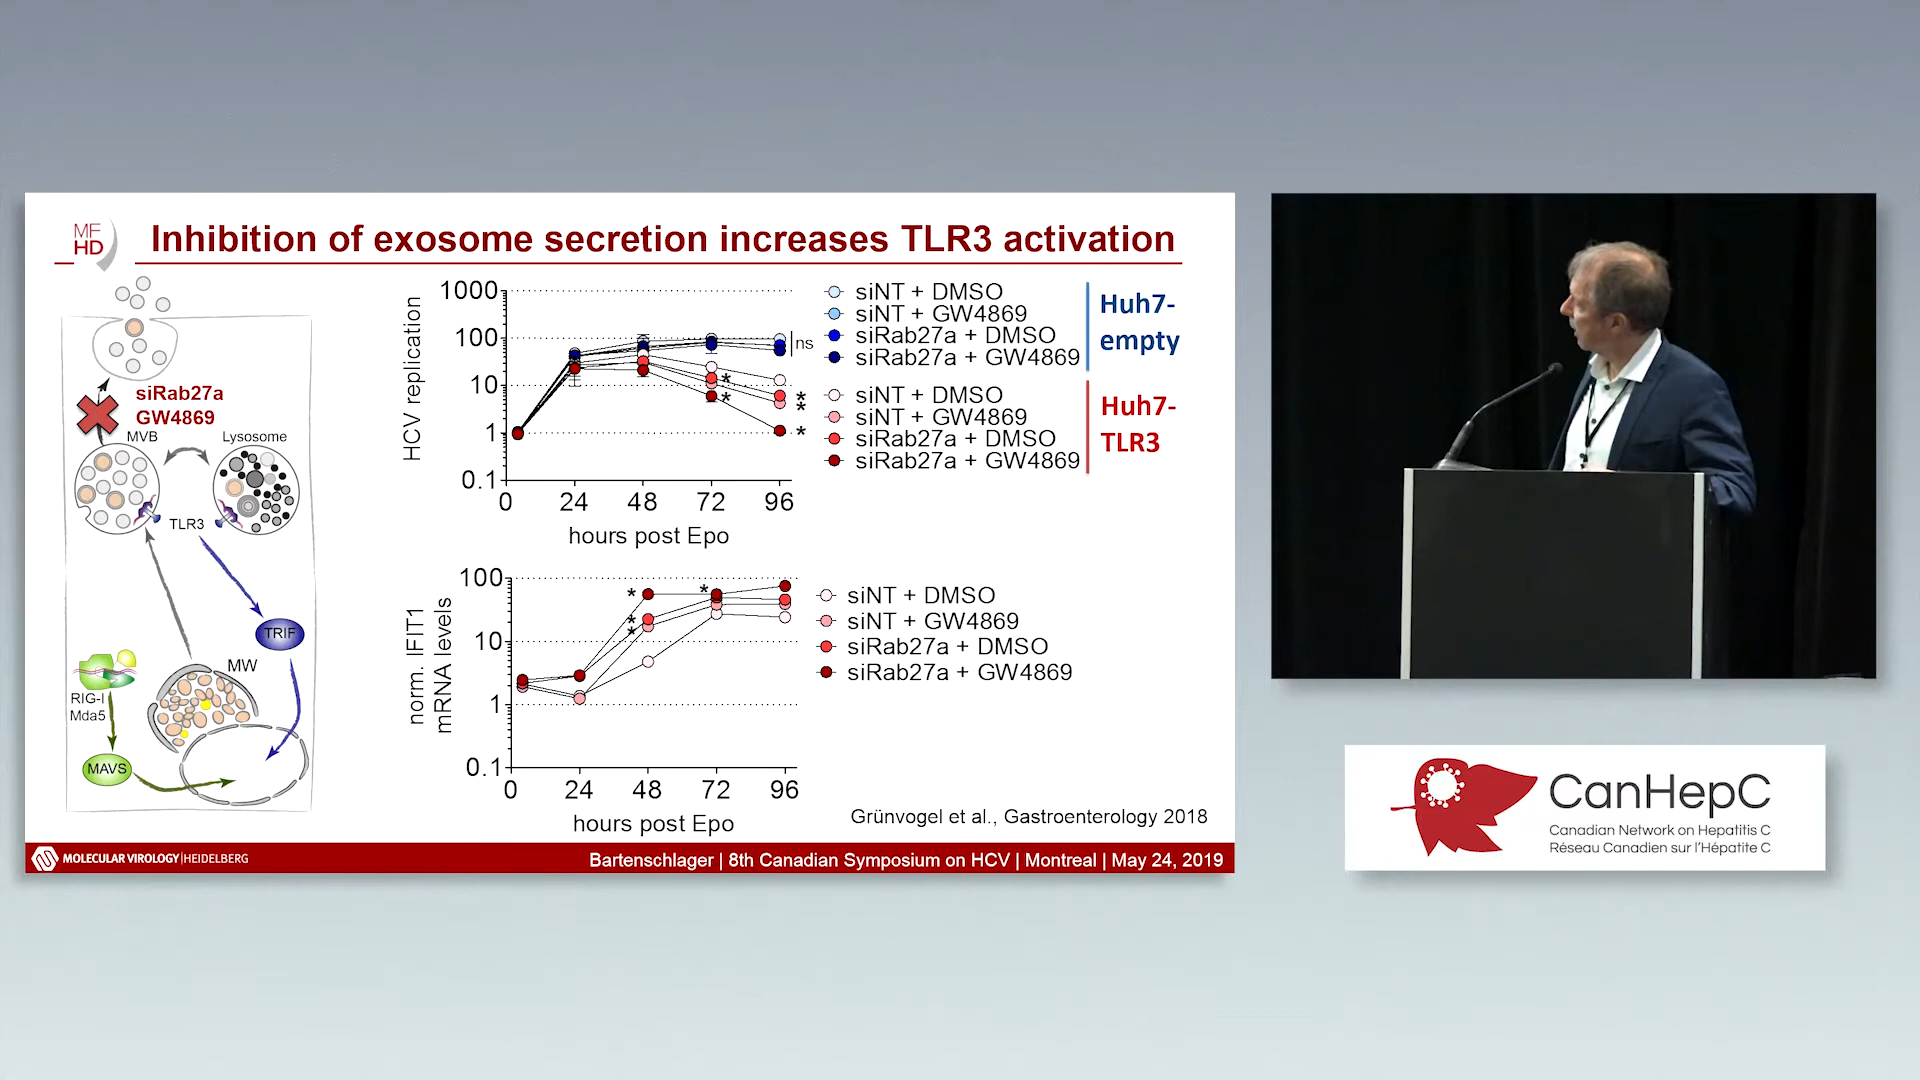 MF
HD
Inhibition of exosome secretion increases TLR3 activation
siRab27a
GW4869
MVB
Lysosome
TLR3
TRIF
MW
RIG-I
Mda5
MAVS
HCV replication
1000
100
10
1
0.1
0 24 48 72 96
hours post Epo
ns
*
*
*
*
*
siNT + DMSO
siNT + GW4869
siRab27a + DMSO
siRab27a + GW4869
Huh7-
empty
siNT + DMSO
siNT + GW4869
siRab27a + DMSO
siRab27a + GW4869
Huh7-
TLR3
norm. IFIT1
mRNA levels
100
10
1
0.1
0 24 48 72 96
hours post Epo
*
*
*
*
siNT + DMSO
siNT + GW4869
siRab27a + DMSO
siRab27a + GW4869
Grünvogel et al., Gastroenterology 2018
MOLECULAR VIROLOGY|HEIDELBERG
Bartenschlager | 8th Canadian Symposium on HCV | Montreal | May 24, 2019
CanHepC
Canadian Network on Hepatitis C
Réseau Canadien sur l'Hépatite C